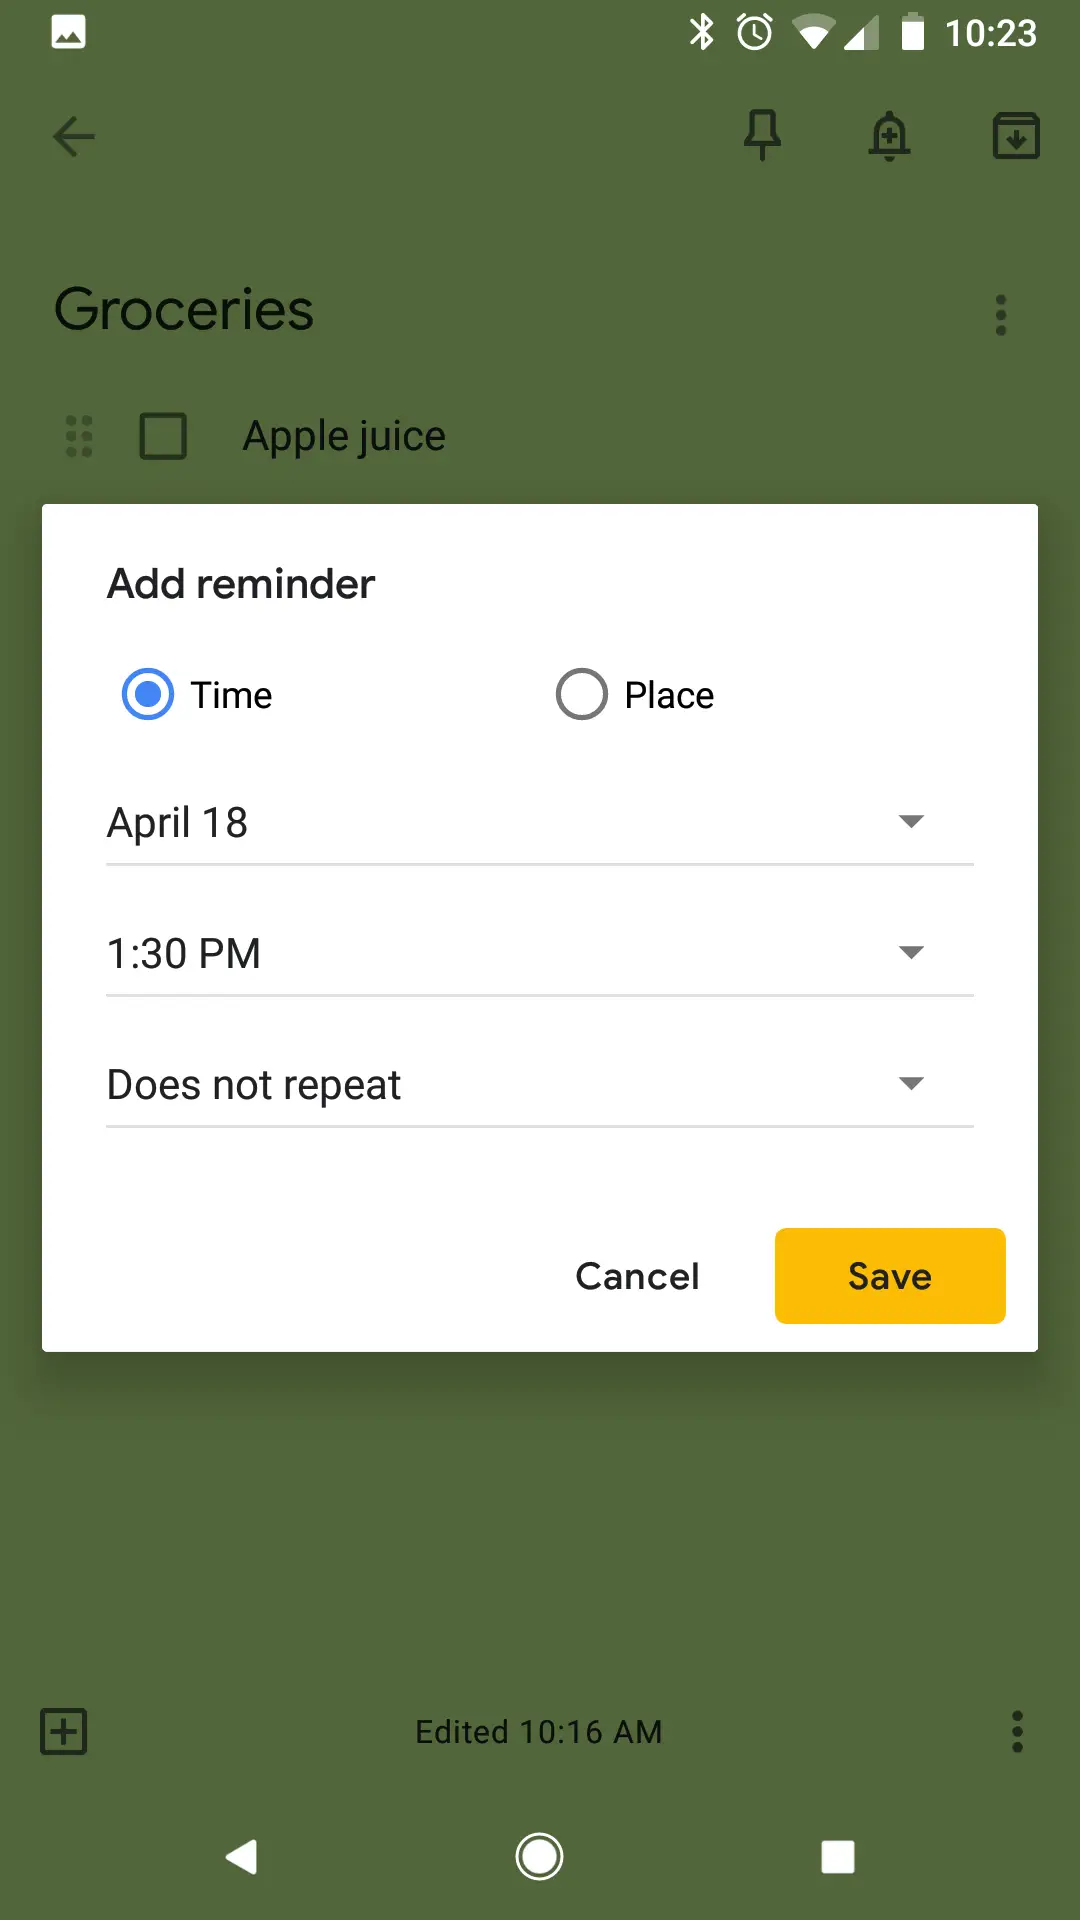 10:23
Groceries
Apple juice
Add reminder
Time Place
April 18
1:30 PM
Does not repeat
Cancel Save
Edited 10:16 AM